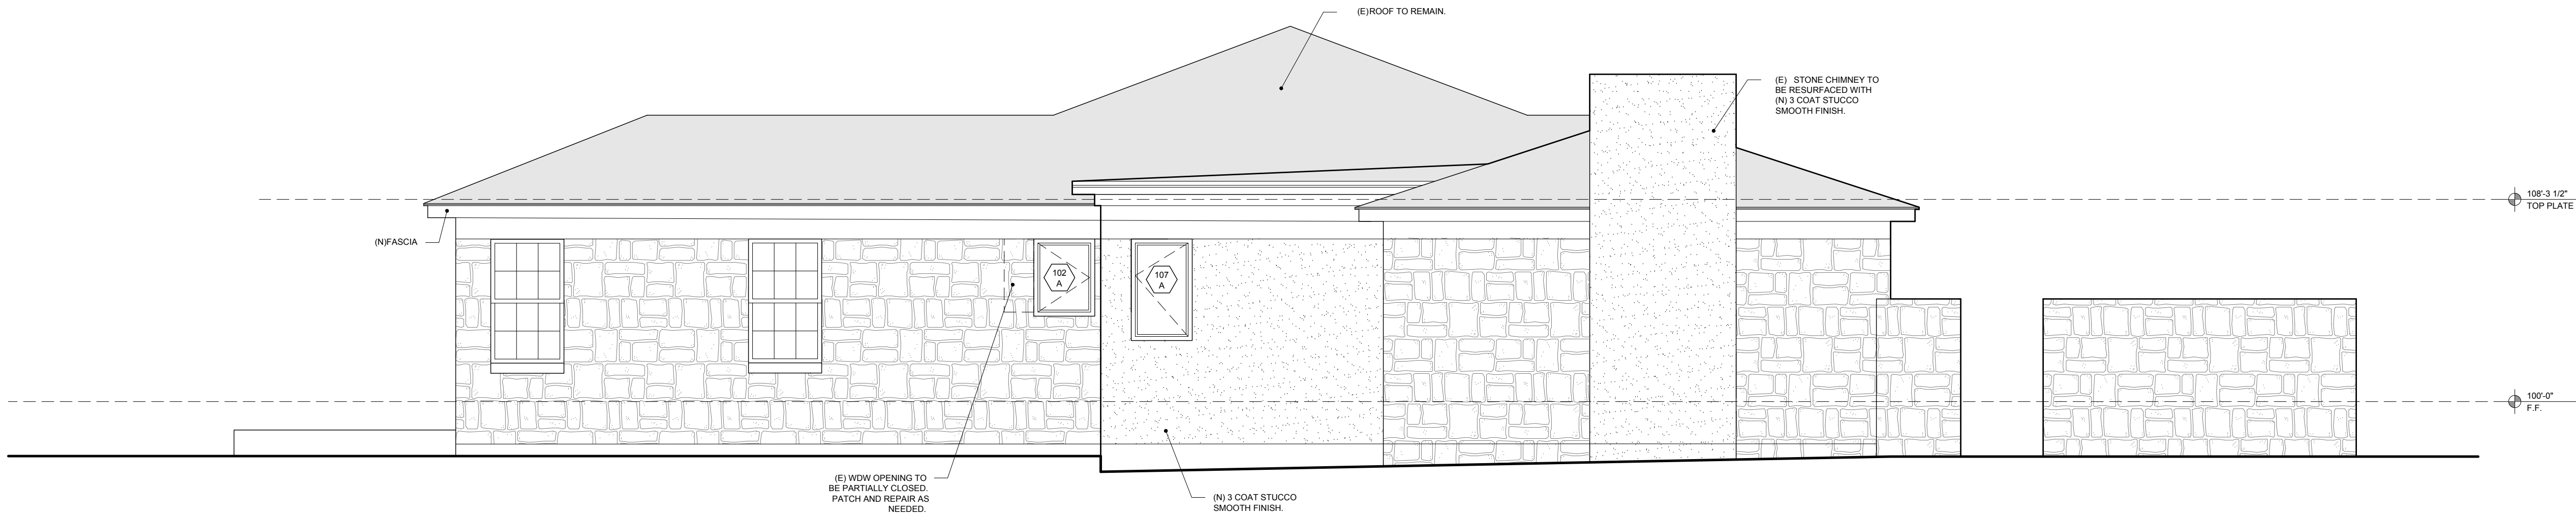 (E)ROOF TO REMAIN.
(E) STONE CHIMNEY TO
BE RESURFACED WITH
(N) 3 COAT STUCCO
SMOOTH FINISH.
108'-3 1/2"
TOP PLATE
(N)FASCIA
102
A
107
A
100'-0"
F.F.
(E) WDW OPENING TO
BE PARTIALLY CLOSED.
PATCH AND REPAIR AS
NEEDED.
(N) 3 COAT STUCCO
SMOOTH FINISH.